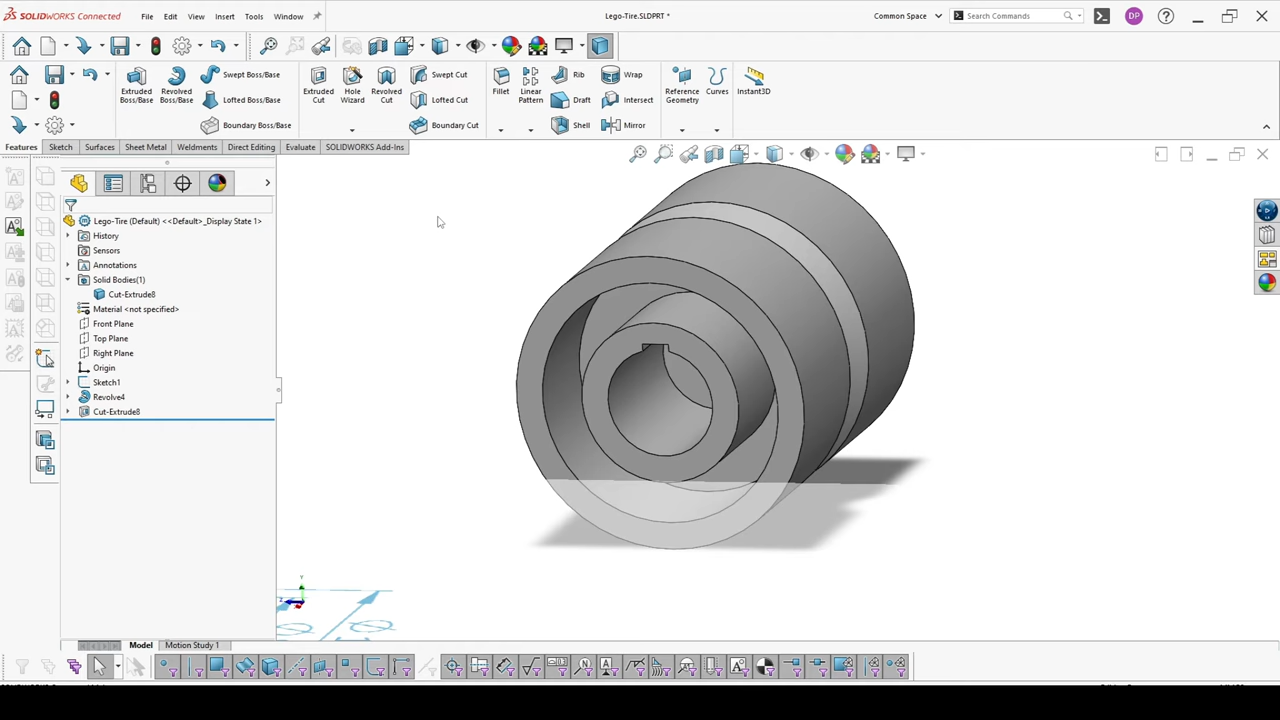 SOLIDWORKS Connected
File Edit View Insert Tools Window
Lego-Tire.SLDPRT *
Common Space
Search Commands
DP
Extruded Boss/Base
Revolved Boss/Base
Swept Boss/Base
Lofted Boss/Base
Boundary Boss/Base
Extruded Cut
Hole Wizard
Revolved Cut
Swept Cut
Lofted Cut
Boundary Cut
Fillet
Linear Pattern
Rib
Draft
Shell
Wrap
Intersect
Mirror
Reference Geometry
Curves
Instant3D
Features Sketch Surfaces Sheet Metal Weldments Direct Editing Evaluate SOLIDWORKS Add-Ins
Lego-Tire (Default) <<Default>_Display State 1>
History
Sensors
Annotations
Solid Bodies(1)
Cut-Extrude8
Material <not specified>
Front Plane
Top Plane
Right Plane
Origin
Sketch1
Revolve4
Cut-Extrude8
Y
Model Motion Study 1